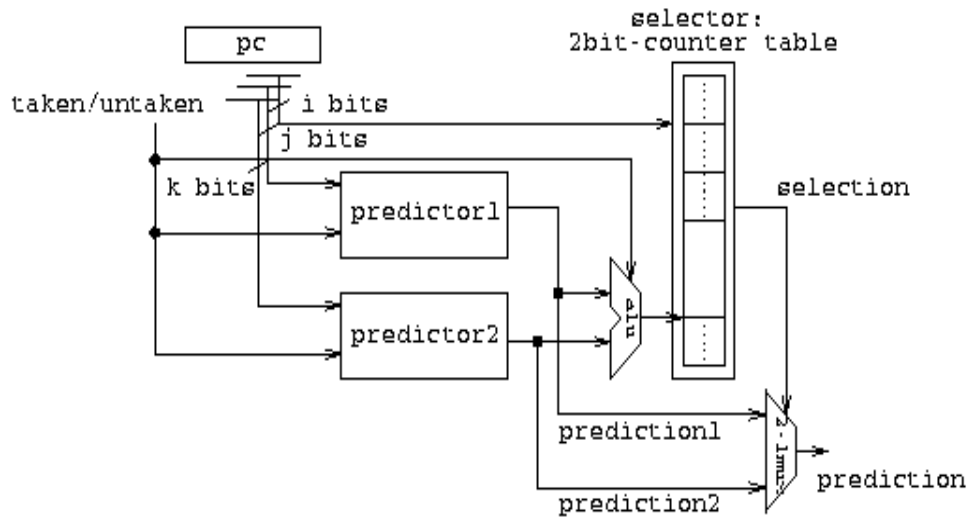 selector:
2bit-counter table
pc
taken/untaken
i bits
j bits
k bits
predictor1
selection
alu
predictor2
prediction1
2-1mux
prediction
prediction2